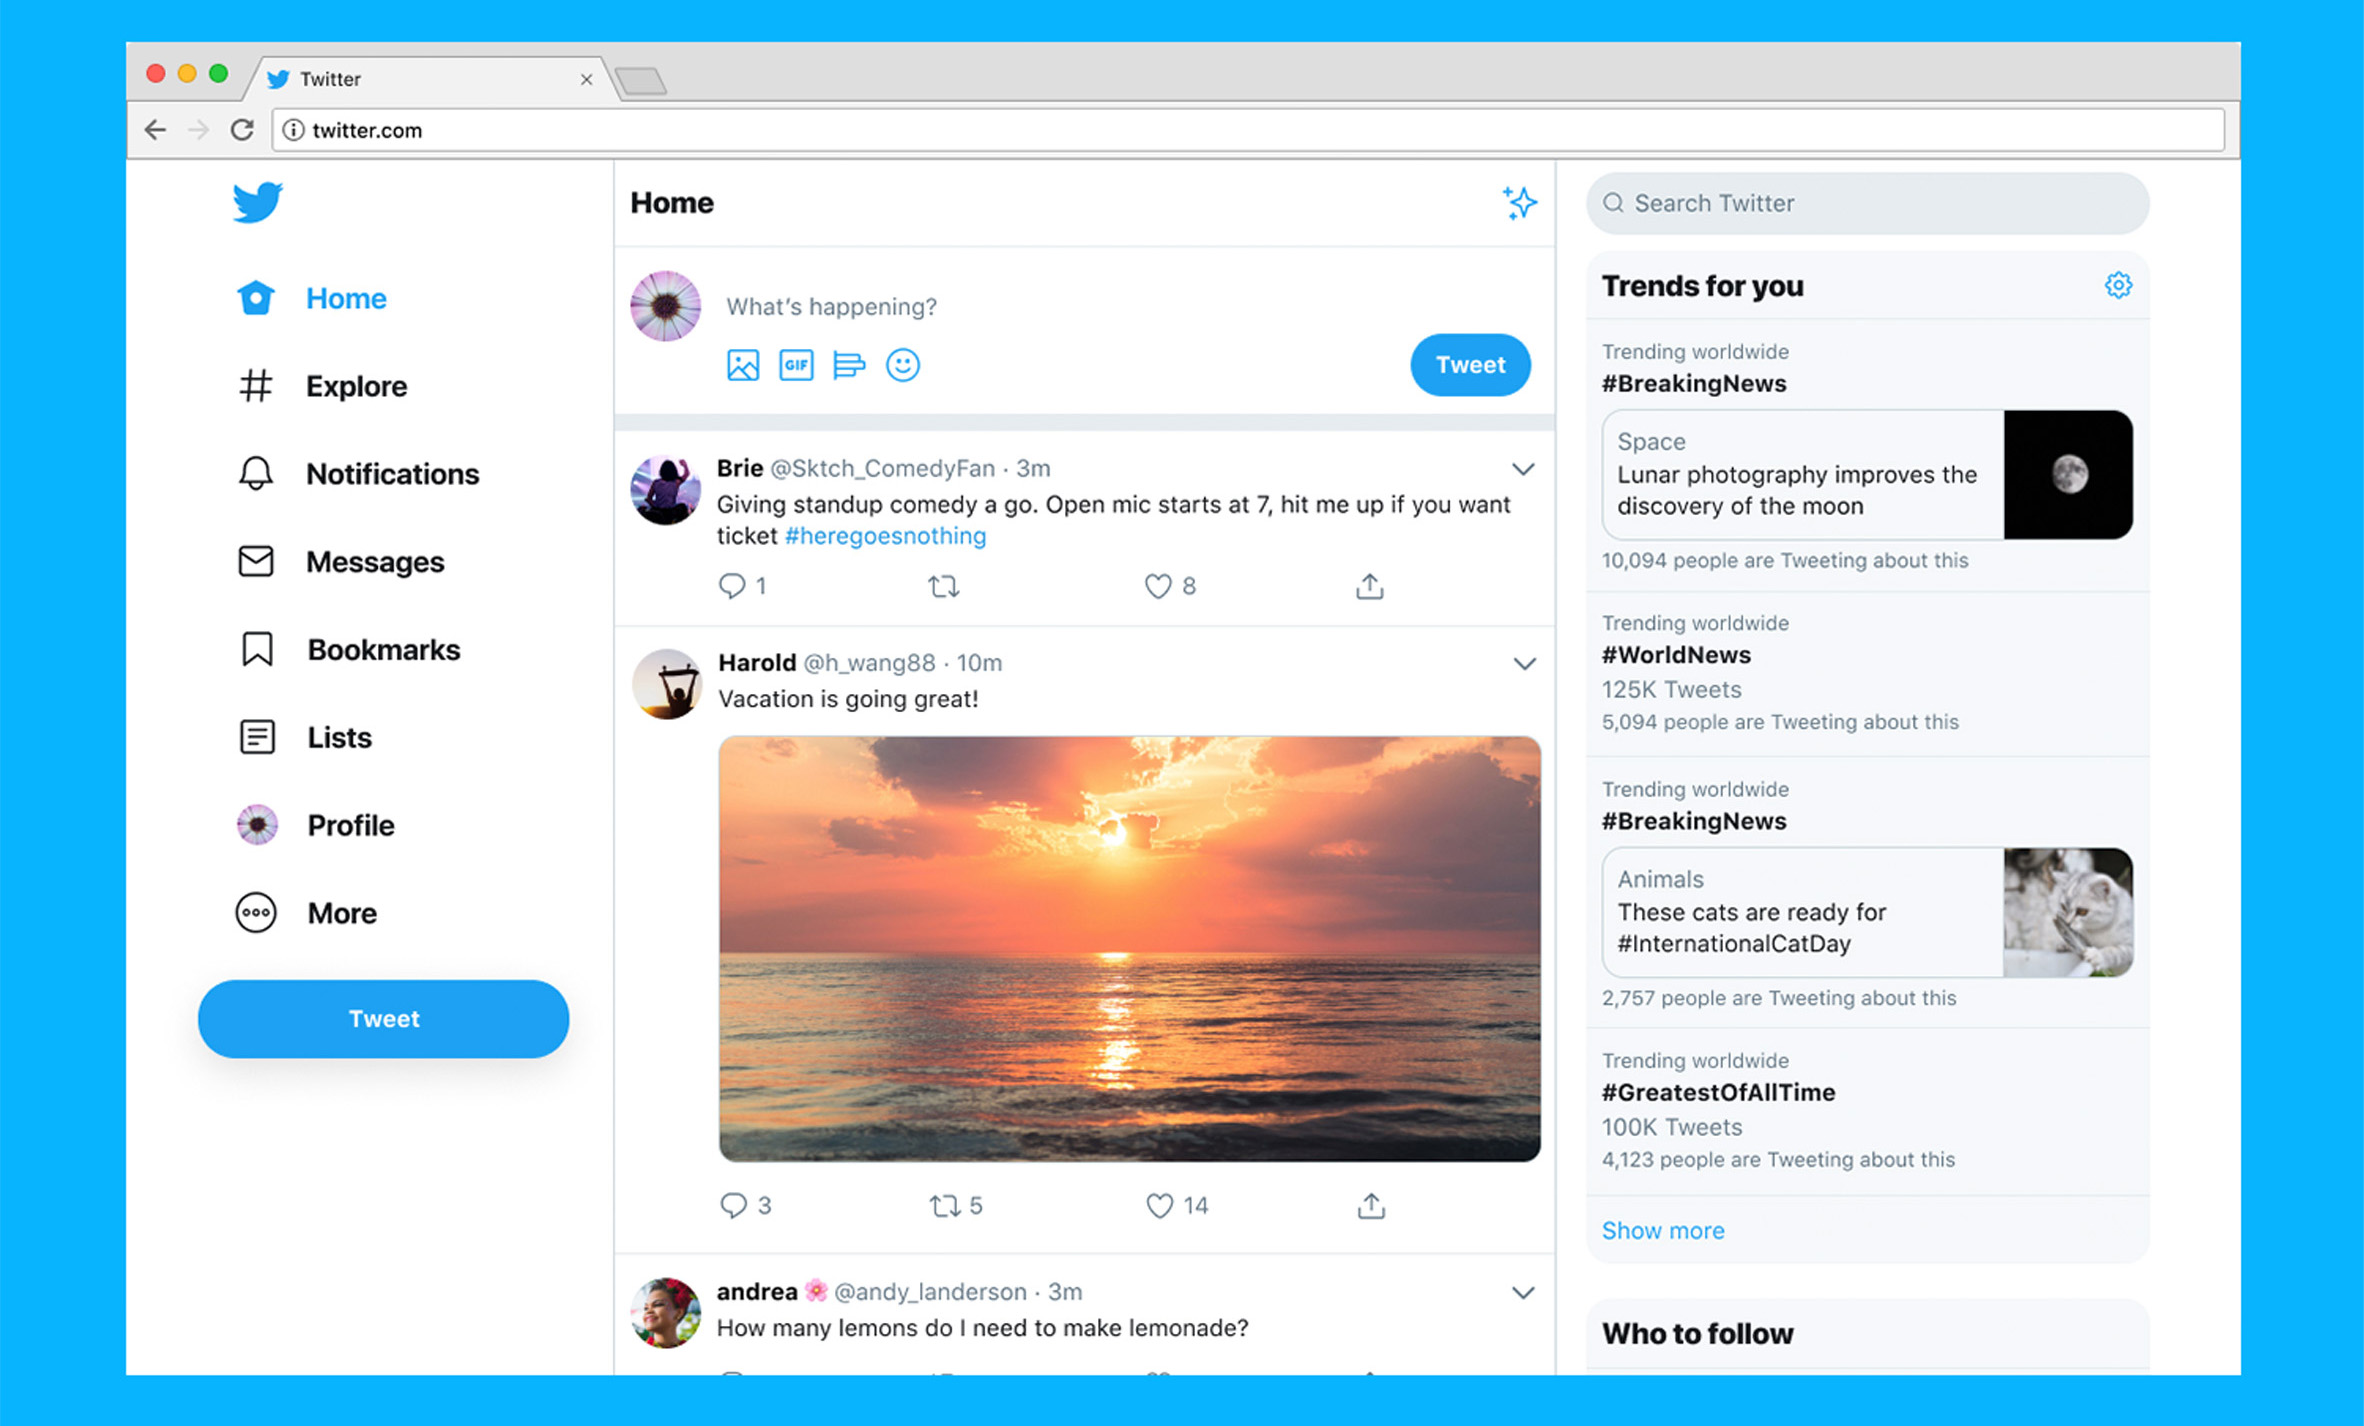 Twitter
twitter.com
Home
Explore
Notifications
Messages
Bookmarks
Lists
Profile
More
Tweet
Home
What's happening?
GIF
Tweet
Brie @Sktch_ComedyFan · 3m
Giving standup comedy a go. Open mic starts at 7, hit me up if you want
ticket #heregoesnothing
1 8
Harold @h_wang88 · 10m
Vacation is going great!
3 5 14
andrea 🌸 @andy_landerson · 3m
How many lemons do I need to make lemonade?
Search Twitter
Trends for you
Trending worldwide
#BreakingNews
Space
Lunar photography improves the
discovery of the moon
10,094 people are Tweeting about this
Trending worldwide
#WorldNews
125K Tweets
5,094 people are Tweeting about this
Trending worldwide
#BreakingNews
Animals
These cats are ready for
#InternationalCatDay
2,757 people are Tweeting about this
Trending worldwide
#GreatestOfAllTime
100K Tweets
4,123 people are Tweeting about this
Show more
Who to follow